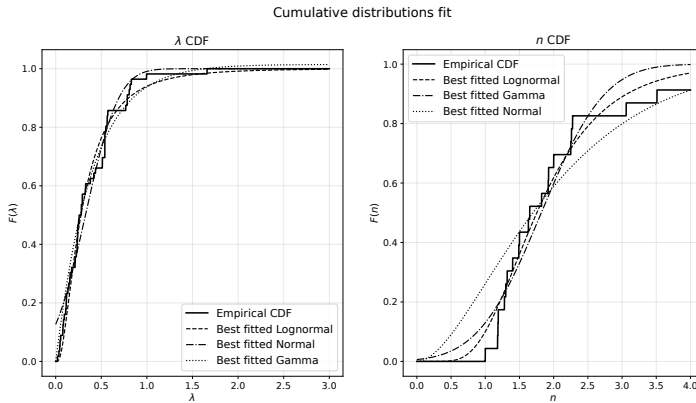 Cumulative distributions fit
λ CDF
F(λ)
1.0
0.8
0.6
0.4
0.2
0.0
Empirical CDF
Best fitted Lognormal
Best fitted Normal
Best fitted Gamma
0.0 0.5 1.0 1.5 2.0 2.5 3.0
λ
n CDF
F(n)
1.0
0.8
0.6
0.4
0.2
0.0
Empirical CDF
Best fitted Lognormal
Best fitted Gamma
Best fitted Normal
0.0 0.5 1.0 1.5 2.0 2.5 3.0 3.5 4.0
n